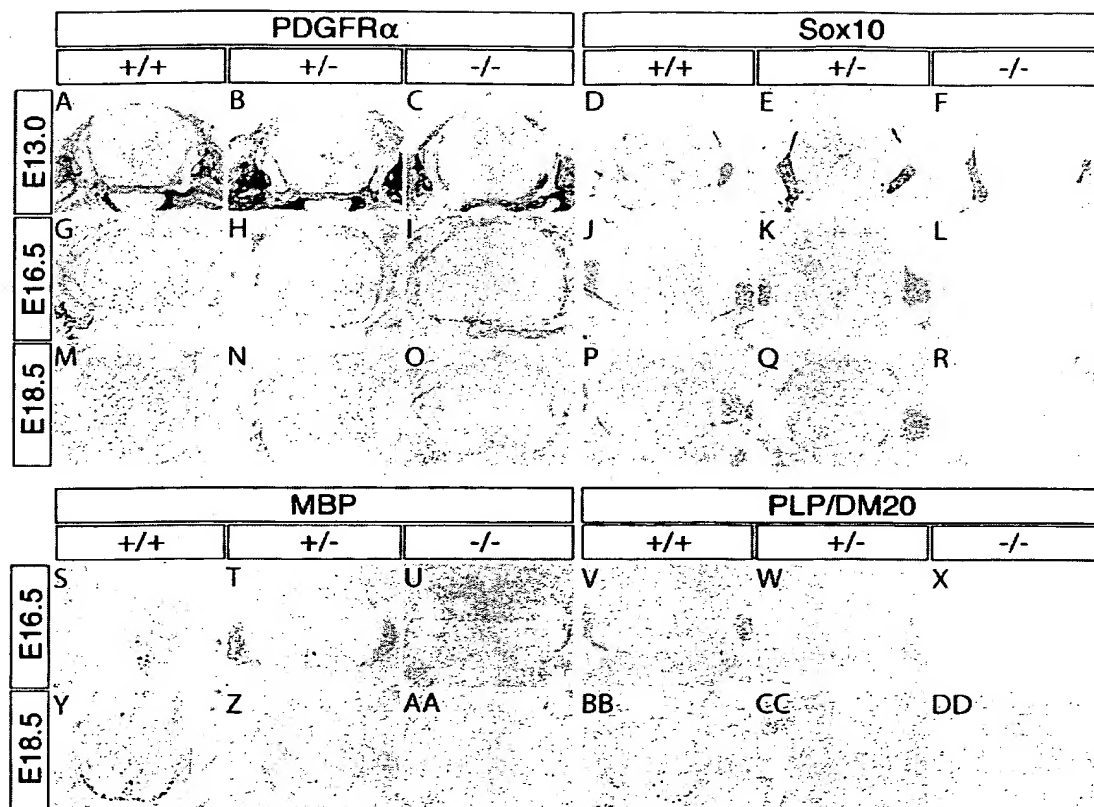 PDGFRα Sox10
+/+ +/- -/- +/+ +/- -/-
E13.0 A B C D E F
E16.5 G H I J K L
E18.5 M N O P Q R
MBP PLP/DM20
+/+ +/- -/- +/+ +/- -/-
E16.5 S T U V W X
E18.5 Y Z AA BB CC DD